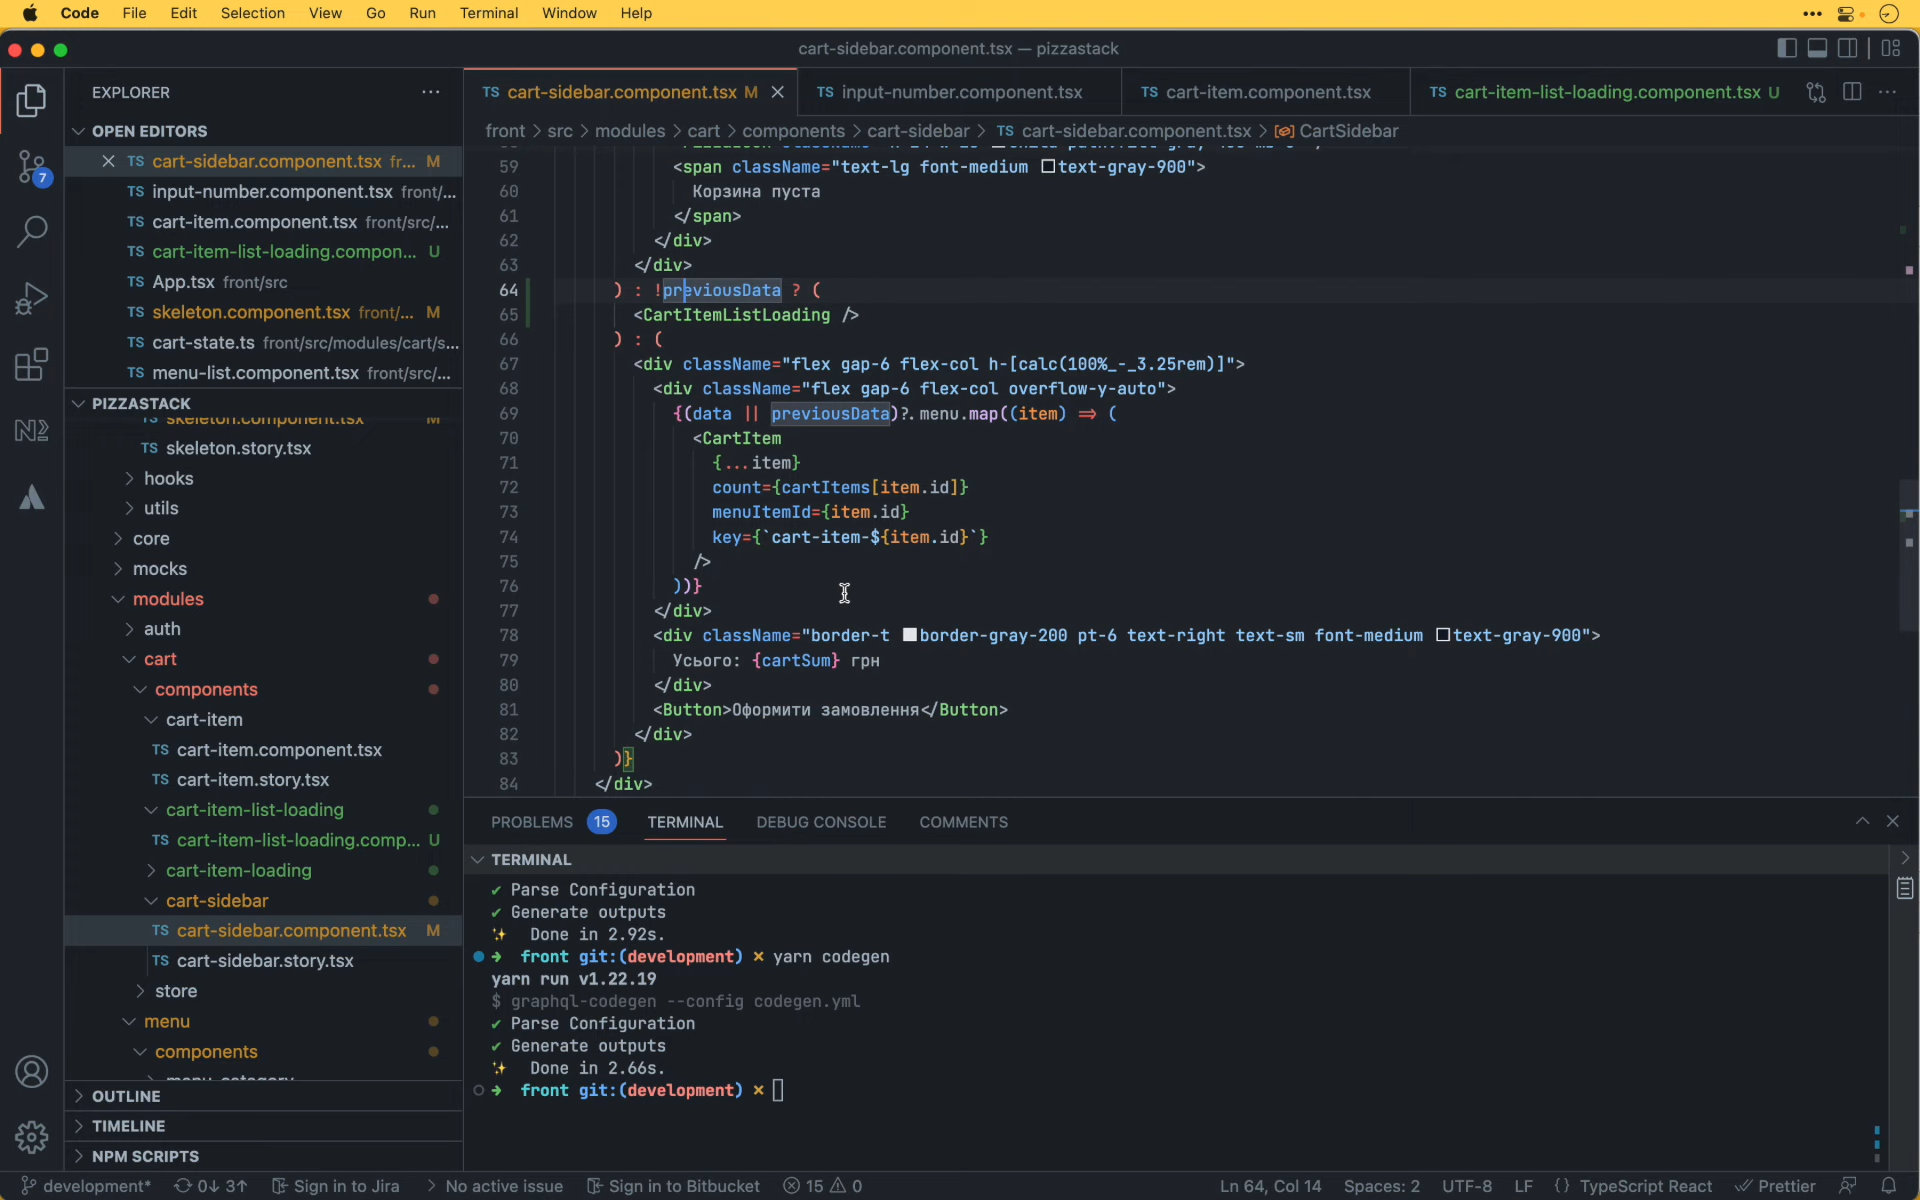 Code File Edit Selection View Go Run Terminal Window Help
cart-sidebar.component.tsx — pizzastack
EXPLORER
OPEN EDITORS
TS cart-sidebar.component.tsx fr... M
TS input-number.component.tsx front/...
TS cart-item.component.tsx front/src/...
TS cart-item-list-loading.compon... U
TS App.tsx front/src
TS skeleton.component.tsx front/... M
TS cart-state.ts front/src/modules/cart/s...
TS menu-list.component.tsx front/src/...
PIZZASTACK
TS skeleton.component.tsx M
TS skeleton.story.tsx
hooks
utils
core
mocks
modules
auth
cart
components
cart-item
TS cart-item.component.tsx
TS cart-item.story.tsx
cart-item-list-loading
TS cart-item-list-loading.comp... U
cart-item-loading
cart-sidebar
TS cart-sidebar.component.tsx M
TS cart-sidebar.story.tsx
store
menu
components
OUTLINE
TIMELINE
NPM SCRIPTS
7
TS cart-sidebar.component.tsx M TS input-number.component.tsx TS cart-item.component.tsx TS cart-item-list-loading.component.tsx U
front > src > modules > cart > components > cart-sidebar > TS cart-sidebar.component.tsx > CartSidebar
59 <span className="text-lg font-medium text-gray-900">
60 Корзина пуста
61 </span>
62 </div>
63 </div>
64 ) : !previousData ? (
65 <CartItemListLoading />
66 ) : (
67 <div className="flex gap-6 flex-col h-[calc(100%_-_3.25rem)]">
68 <div className="flex gap-6 flex-col overflow-y-auto">
69 {(data || previousData)?.menu.map((item) => (
70 <CartItem
71 {...item}
72 count={cartItems[item.id]}
73 menuItemId={item.id}
74 key={`cart-item-${item.id}`}
75 />
76 ))}
77 </div>
78 <div className="border-t border-gray-200 pt-6 text-right text-sm font-medium text-gray-900">
79 Усього: {cartSum} грн
80 </div>
81 <Button>Оформити замовлення</Button>
82 </div>
83 )}
84 </div>
PROBLEMS 15 TERMINAL DEBUG CONSOLE COMMENTS
TERMINAL
✔ Parse Configuration
✔ Generate outputs
✨ Done in 2.92s.
➜ front git:(development) × yarn codegen
yarn run v1.22.19
$ graphql-codegen --config codegen.yml
✔ Parse Configuration
✔ Generate outputs
✨ Done in 2.66s.
➜ front git:(development) ×
development* 0↓ 3↑ Sign in to Jira > No active issue Sign in to Bitbucket 15 0 Ln 64, Col 14 Spaces: 2 UTF-8 LF {} TypeScript React Prettier